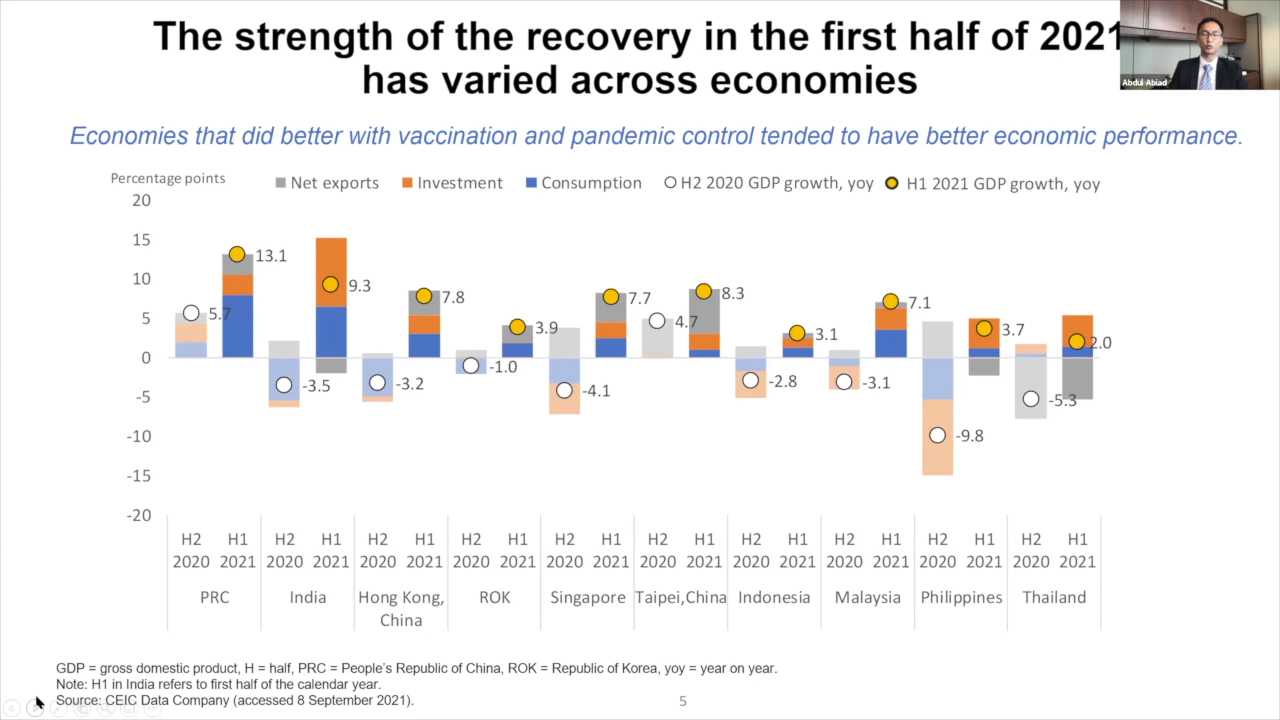 The strength of the recovery in the first half of 2021
has varied across economies
Abdul Abiad
Economies that did better with vaccination and pandemic control tended to have better economic performance.
Percentage points
Net exports Investment Consumption H2 2020 GDP growth, yoy H1 2021 GDP growth, yoy
20
15
10
5
0
-5
-10
-15
-20
5.7
13.1
-3.5
9.3
-3.2
7.8
-1.0
3.9
-4.1
7.7
4.7
8.3
-2.8
3.1
-3.1
7.1
-9.8
3.7
-5.3
2.0
H2 H1 H2 H1 H2 H1 H2 H1 H2 H1 H2 H1 H2 H1 H2 H1 H2 H1 H2 H1
2020 2021 2020 2021 2020 2021 2020 2021 2020 2021 2020 2021 2020 2021 2020 2021 2020 2021 2020 2021
PRC India Hong Kong, ROK Singapore Taipei,China Indonesia Malaysia Philippines Thailand
China
GDP = gross domestic product, H = half, PRC = People's Republic of China, ROK = Republic of Korea, yoy = year on year.
Note: H1 in India refers to first half of the calendar year.
Source: CEIC Data Company (accessed 8 September 2021).
5